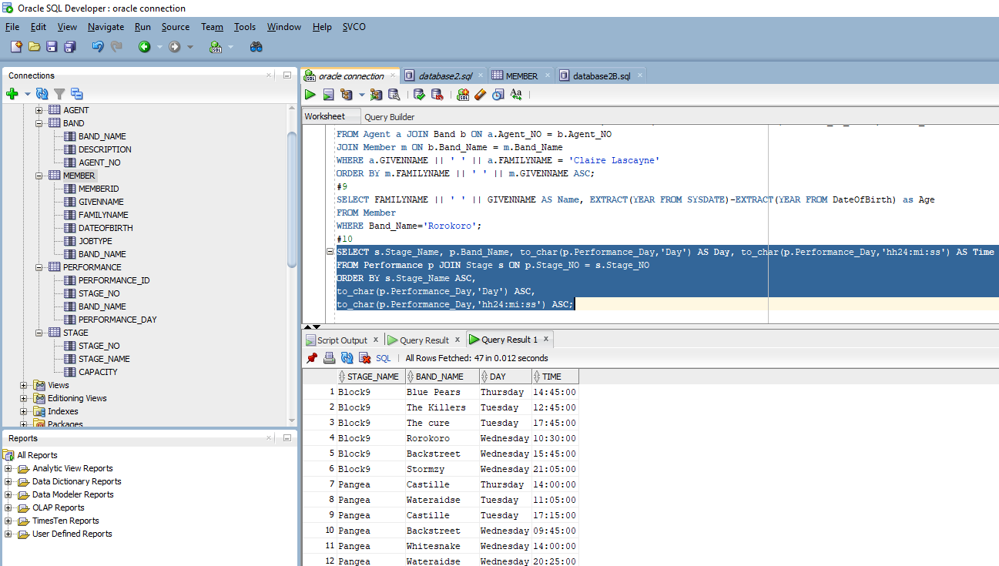 Oracle SQL Developer : oracle connection
File Edit View Navigate Run Source Team Tools Window Help SVCO
Connections
AGENT
BAND
BAND_NAME
DESCRIPTION
AGENT_NO
MEMBER
MEMBERID
GIVENNAME
FAMILYNAME
DATEOFBIRTH
JOBTYPE
BAND_NAME
PERFORMANCE
PERFORMANCE_ID
STAGE_NO
BAND_NAME
PERFORMANCE_DAY
STAGE
STAGE_NO
STAGE_NAME
CAPACITY
Views
Editioning Views
Indexes
Packages
Reports
All Reports
Analytic View Reports
Data Dictionary Reports
Data Modeler Reports
OLAP Reports
TimesTen Reports
User Defined Reports
oracle connection database2.sql MEMBER database2B.sql
Worksheet Query Builder
FROM Agent a JOIN Band b ON a.Agent_NO = b.Agent_NO
JOIN Member m ON b.Band_Name = m.Band_Name
WHERE a.GIVENNAME || ' ' || a.FAMILYNAME = 'Claire Lascayne'
ORDER BY m.FAMILYNAME || ' ' || m.GIVENNAME ASC;
#9
SELECT FAMILYNAME || ' ' || GIVENNAME AS Name, EXTRACT(YEAR FROM SYSDATE)-EXTRACT(YEAR FROM DateOfBirth) as Age
FROM Member
WHERE Band_Name='Rorokoro';
#10
SELECT s.Stage_Name, p.Band_Name, to_char(p.Performance_Day,'Day') AS Day, to_char(p.Performance_Day,'hh24:mi:ss') AS Time
FROM Performance p JOIN Stage s ON p.Stage_NO = s.Stage_NO
ORDER BY s.Stage_Name ASC,
to_char(p.Performance_Day,'Day') ASC,
to_char(p.Performance_Day,'hh24:mi:ss') ASC;
Script Output Query Result Query Result 1
SQL All Rows Fetched: 47 in 0.012 seconds
STAGE_NAME BAND_NAME DAY TIME
1 Block9 Blue Pears Thursday 14:45:00
2 Block9 The Killers Tuesday 12:45:00
3 Block9 The cure Tuesday 17:45:00
4 Block9 Rorokoro Wednesday 10:30:00
5 Block9 Backstreet Wednesday 15:45:00
6 Block9 Stormzy Wednesday 21:05:00
7 Pangea Castille Thursday 14:00:00
8 Pangea Wateraidse Tuesday 11:05:00
9 Pangea Castille Tuesday 17:15:00
10 Pangea Backstreet Wednesday 09:45:00
11 Pangea Whitesnake Wednesday 14:00:00
12 Pangea Wateraidse Wednesday 20:25:00